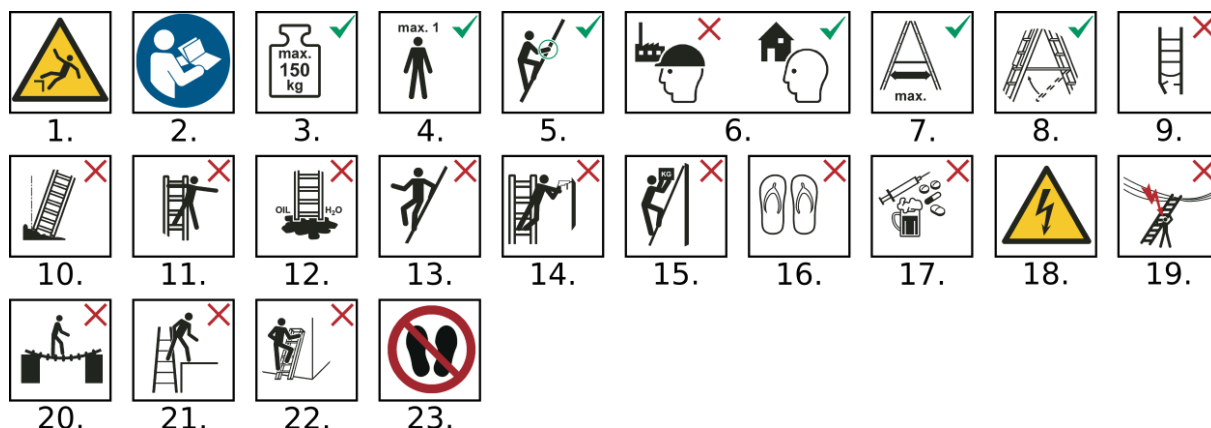 max. 150 kg
max. 1
max.
1. 2. 3. 4. 5. 6. 7. 8. 9.
OIL H₂O
KG
10. 11. 12. 13. 14. 15. 16. 17. 18. 19.
20. 21. 22. 23.